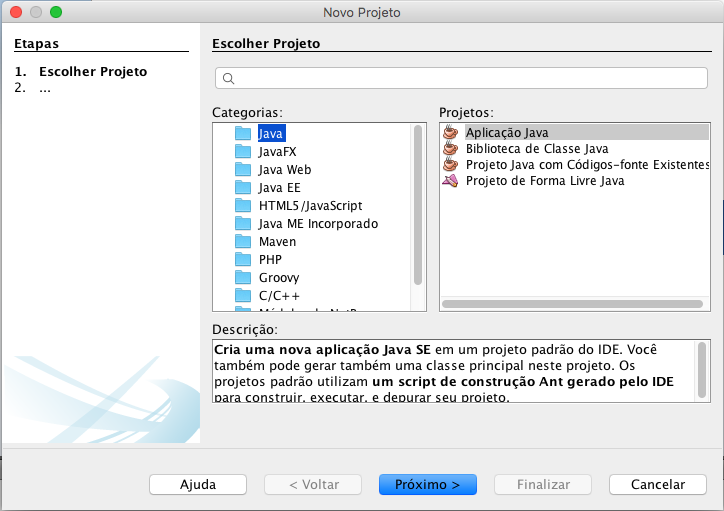 Novo Projeto
Etapas
1. Escolher Projeto
2. ...
Escolher Projeto
Categorias:
Java
JavaFX
Java Web
Java EE
HTML5/JavaScript
Java ME Incorporado
Maven
PHP
Groovy
C/C++
Projetos:
Aplicação Java
Biblioteca de Classe Java
Projeto Java com Códigos-fonte Existentes
Projeto de Forma Livre Java
Descrição:
Cria uma nova aplicação Java SE em um projeto padrão do IDE. Você
também pode gerar também uma classe principal neste projeto. Os
projetos padrão utilizam um script de construção Ant gerado pelo IDE
para construir, executar, e depurar seu projeto.
Ajuda
< Voltar
Próximo >
Finalizar
Cancelar